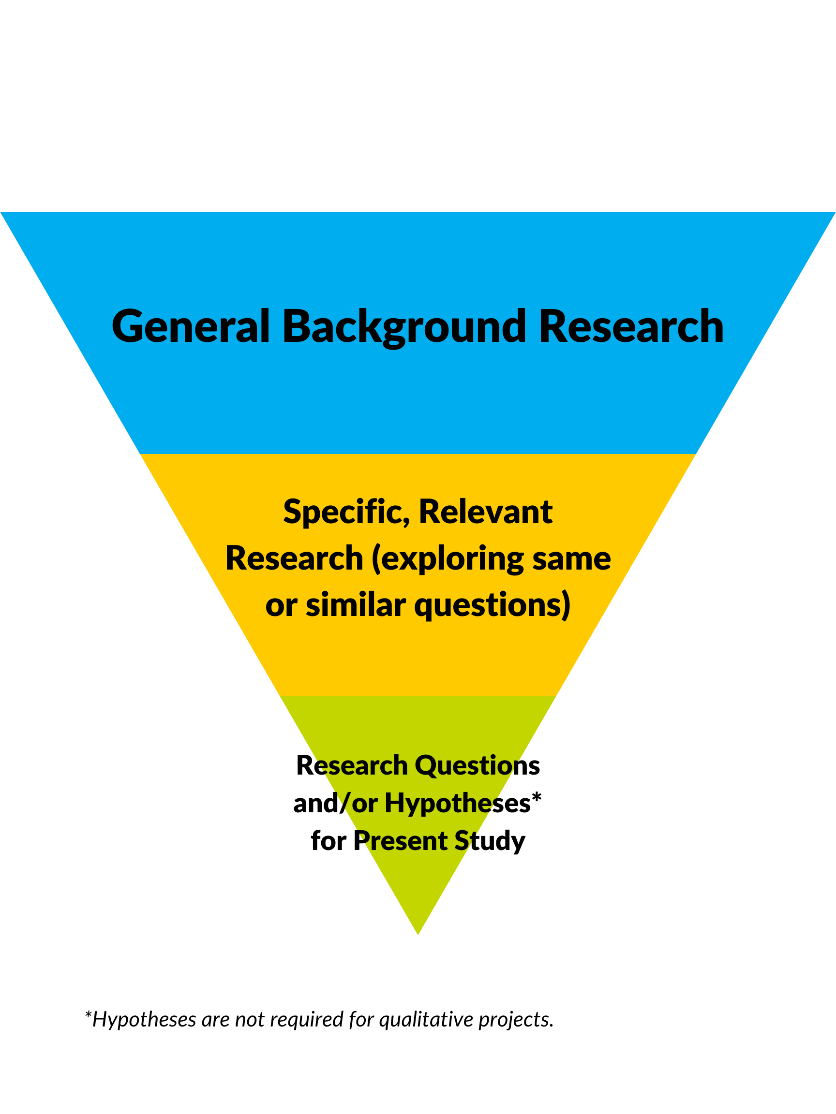 General Background Research
Specific, Relevant
Research (exploring same
or similar questions)
Research Questions
and/or Hypotheses*
for Present Study
*Hypotheses are not required for qualitative projects.